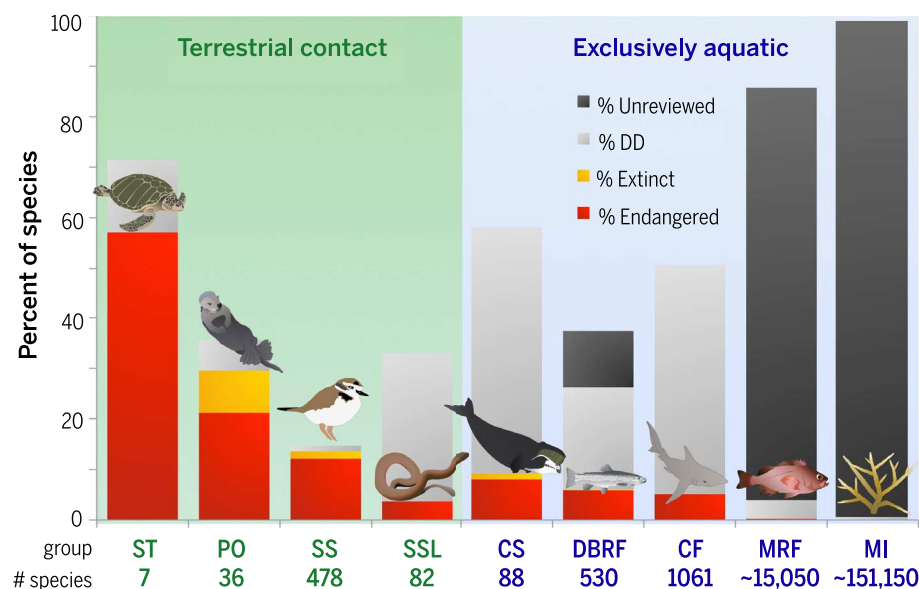 Terrestrial contact
Exclusively aquatic
% Unreviewed
% DD
% Extinct
% Endangered
Percent of species
100
80
60
40
20
0
group ST PO SS SSL CS DBRF CF MRF MI
# species 7 36 478 82 88 530 1061 ~15,050 ~151,150